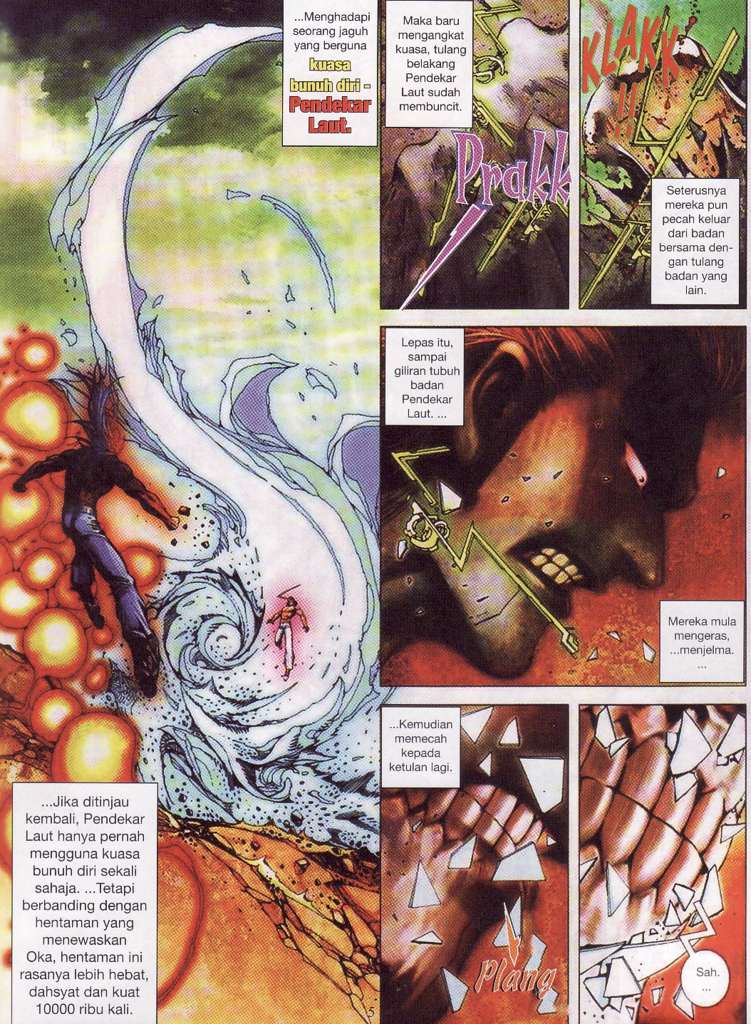 ...Menghadapi
seorang jaguh
yang berguna
kuasa
bunuh diri -
Pendekar
Laut.
Maka baru
mengangkat
kuasa, tulang
belakang
Pendekar
Laut sudah
membuncit.
Prakk
KLAKK
!!
Seterusnya
mereka pun
pecah keluar
dari badan
bersama den-
gan tulang
badan yang
lain.
Lepas itu,
sampai
giliran tubuh
badan
Pendekar
Laut. ...
Mereka mula
mengeras,
...menjelma.
...
...Kemudian
memecah
kepada
ketulan lagi.
Plang
Sah.
...
...Jika ditinjau
kembali, Pendekar
Laut hanya pernah
mengguna kuasa
bunuh diri sekali
sahaja. ...Tetapi
berbanding dengan
hentaman yang
menewaskan
Oka, hentaman ini
rasanya lebih hebat,
dahsyat dan kuat
10000 ribu kali.
5